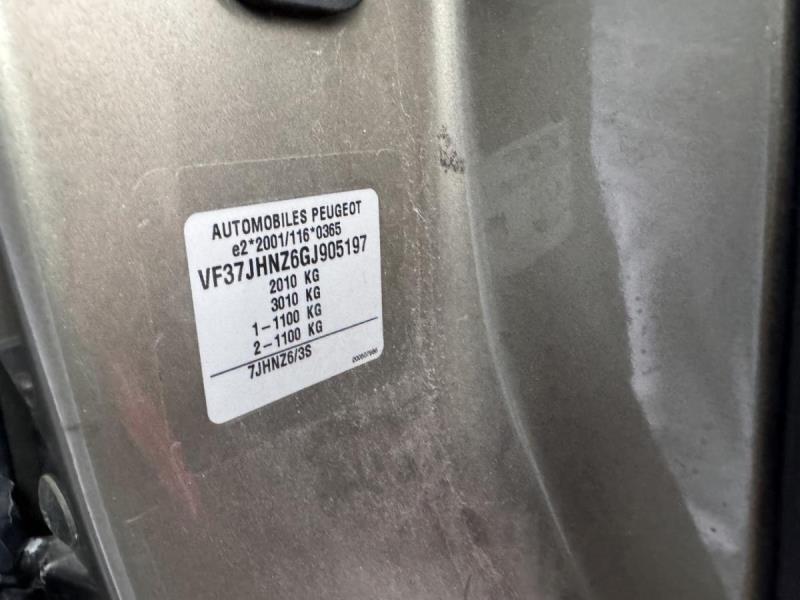 AUTOMOBILES PEUGEOT
e2*2001/116*0365
VF37JHNZ6GJ905197
2010 KG
3010 KG
1-1100 KG
2-1100 KG
7JHNZ6/3S